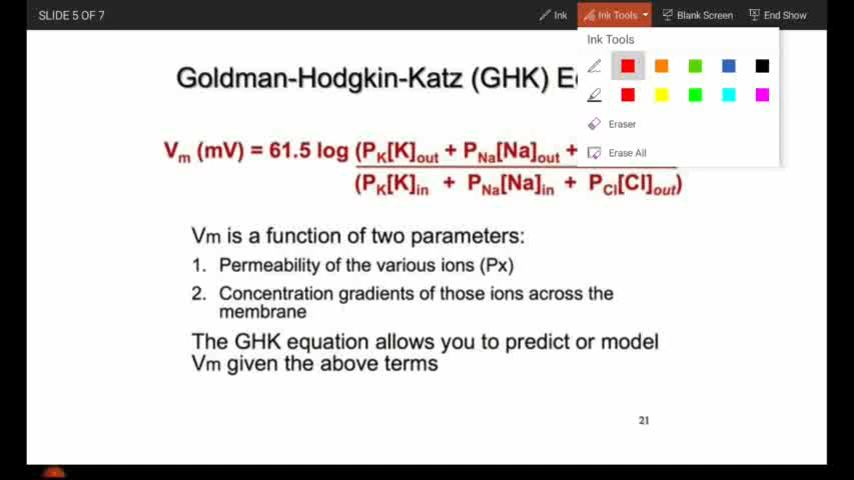 SLIDE 5 OF 7
Ink
Ink Tools
Blank Screen
End Show
Ink Tools
Eraser
Erase All
Goldman-Hodgkin-Katz (GHK)
Vm (mV) = 61.5 log (PK[K]out + PNa[Na]out +
(PK[K]in + PNa[Na]in + PCl[Cl]out)
Vm is a function of two parameters:
1. Permeability of the various ions (Px)
2. Concentration gradients of those ions across the
membrane
The GHK equation allows you to predict or model
Vm given the above terms
21